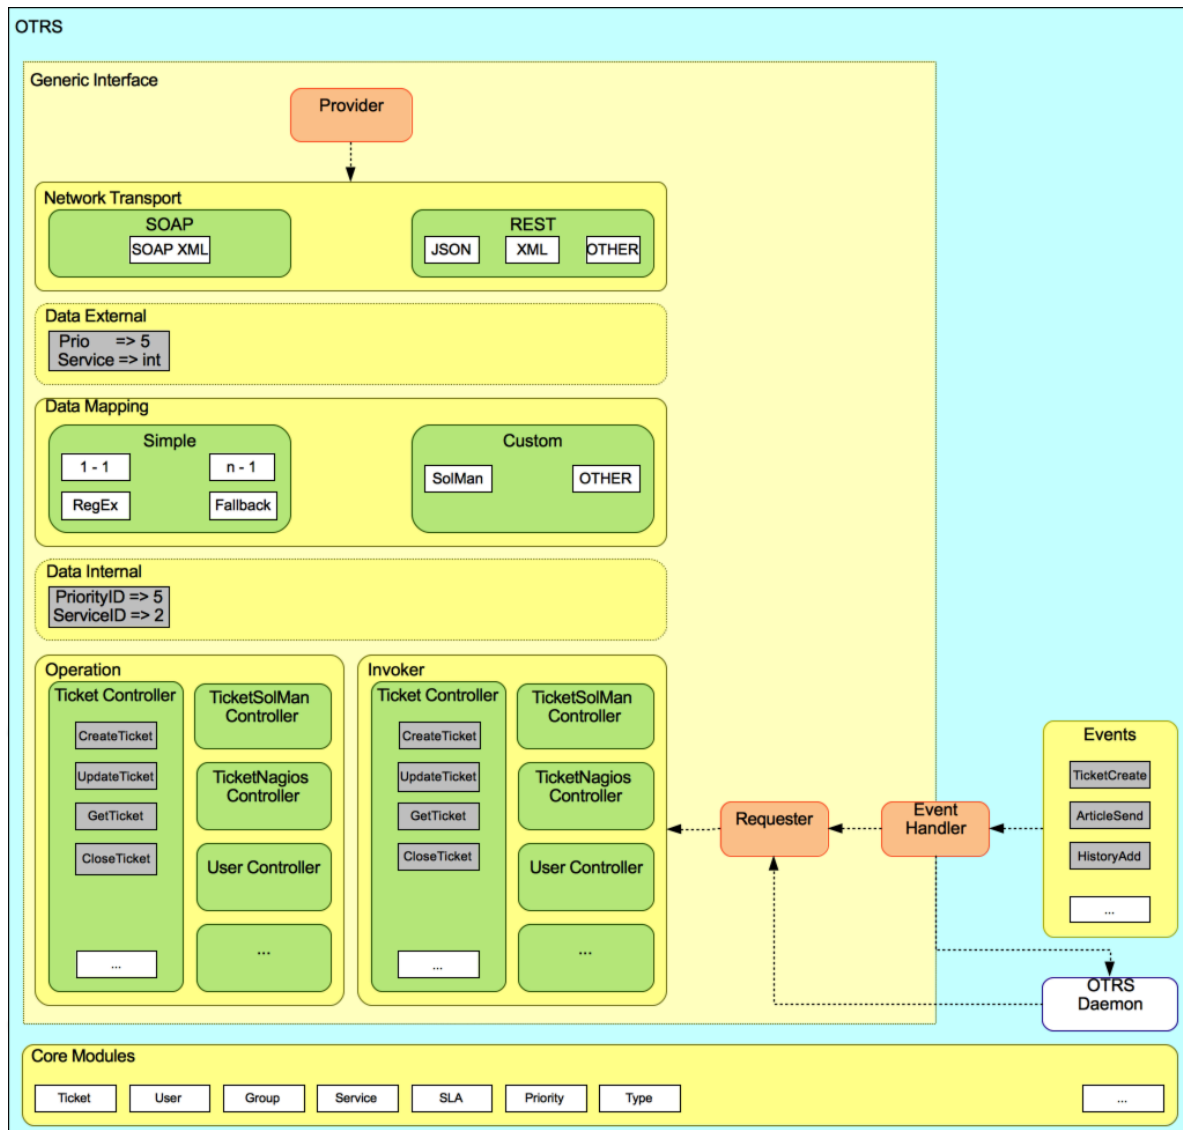 OTRS
Generic Interface
Provider
Network Transport
SOAP
SOAP XML
REST
JSON
XML
OTHER
Data External
Prio => 5
Service => int
Data Mapping
Simple
1 - 1
n - 1
RegEx
Fallback
Custom
SolMan
OTHER
Data Internal
PriorityID => 5
ServiceID => 2
Operation
Ticket Controller
CreateTicket
UpdateTicket
GetTicket
CloseTicket
...
TicketSolMan
Controller
TicketNagios
Controller
User Controller
...
Invoker
Ticket Controller
CreateTicket
UpdateTicket
GetTicket
CloseTicket
...
TicketSolMan
Controller
TicketNagios
Controller
User Controller
...
Requester
Event
Handler
Events
TicketCreate
ArticleSend
HistoryAdd
...
OTRS
Daemon
Core Modules
Ticket
User
Group
Service
SLA
Priority
Type
...